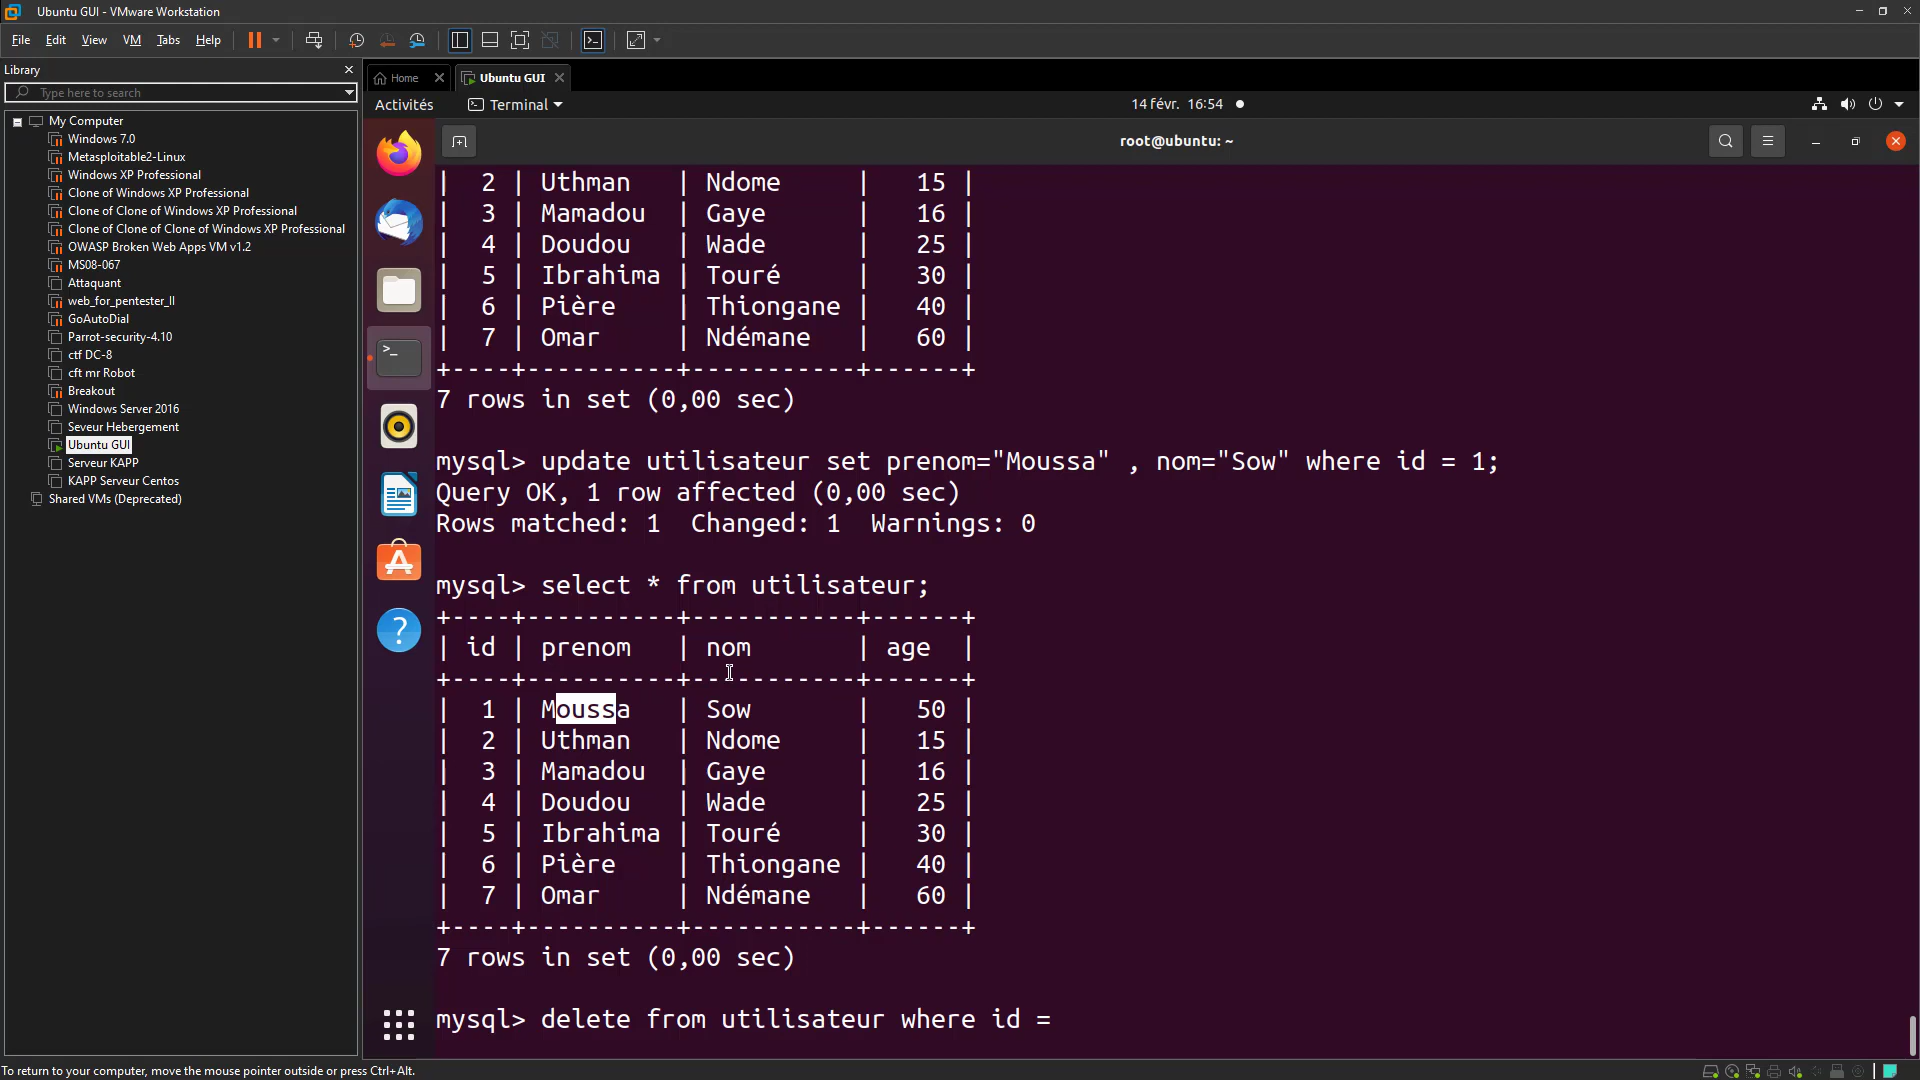 Ubuntu GUI - VMware Workstation
File Edit View VM Tabs Help
Library
Type here to search
My Computer
Windows 7.0
Metasploitable2-Linux
Windows XP Professional
Clone of Windows XP Professional
Clone of Clone of Windows XP Professional
Clone of Clone of Clone of Windows XP Professional
OWASP Broken Web Apps VM v1.2
MS08-067
Attaquant
web_for_pentester_II
GoAutoDial
Parrot-security-4.10
ctf DC-8
cft mr Robot
Breakout
Windows Server 2016
Seveur Hebergement
Ubuntu GUI
Serveur KAPP
KAPP Serveur Centos
Shared VMs (Deprecated)
Home Ubuntu GUI
Activités Terminal 14 févr. 16:54
root@ubuntu: ~
|  2 | Uthman   | Ndome     |   15 |
|  3 | Mamadou  | Gaye      |   16 |
|  4 | Doudou   | Wade      |   25 |
|  5 | Ibrahima | Touré     |   30 |
|  6 | Pière    | Thiongane |   40 |
|  7 | Omar     | Ndémane   |   60 |
+----+----------+-----------+------+
7 rows in set (0,00 sec)
mysql> update utilisateur set prenom="Moussa" , nom="Sow" where id = 1;
Query OK, 1 row affected (0,00 sec)
Rows matched: 1  Changed: 1  Warnings: 0
mysql> select * from utilisateur;
+----+----------+-----------+------+
| id | prenom   | nom       | age  |
+----+----------+-----------+------+
|  1 | Moussa   | Sow       |   50 |
|  2 | Uthman   | Ndome     |   15 |
|  3 | Mamadou  | Gaye      |   16 |
|  4 | Doudou   | Wade      |   25 |
|  5 | Ibrahima | Touré     |   30 |
|  6 | Pière    | Thiongane |   40 |
|  7 | Omar     | Ndémane   |   60 |
+----+----------+-----------+------+
7 rows in set (0,00 sec)
mysql> delete from utilisateur where id =
To return to your computer, move the mouse pointer outside or press Ctrl+Alt.